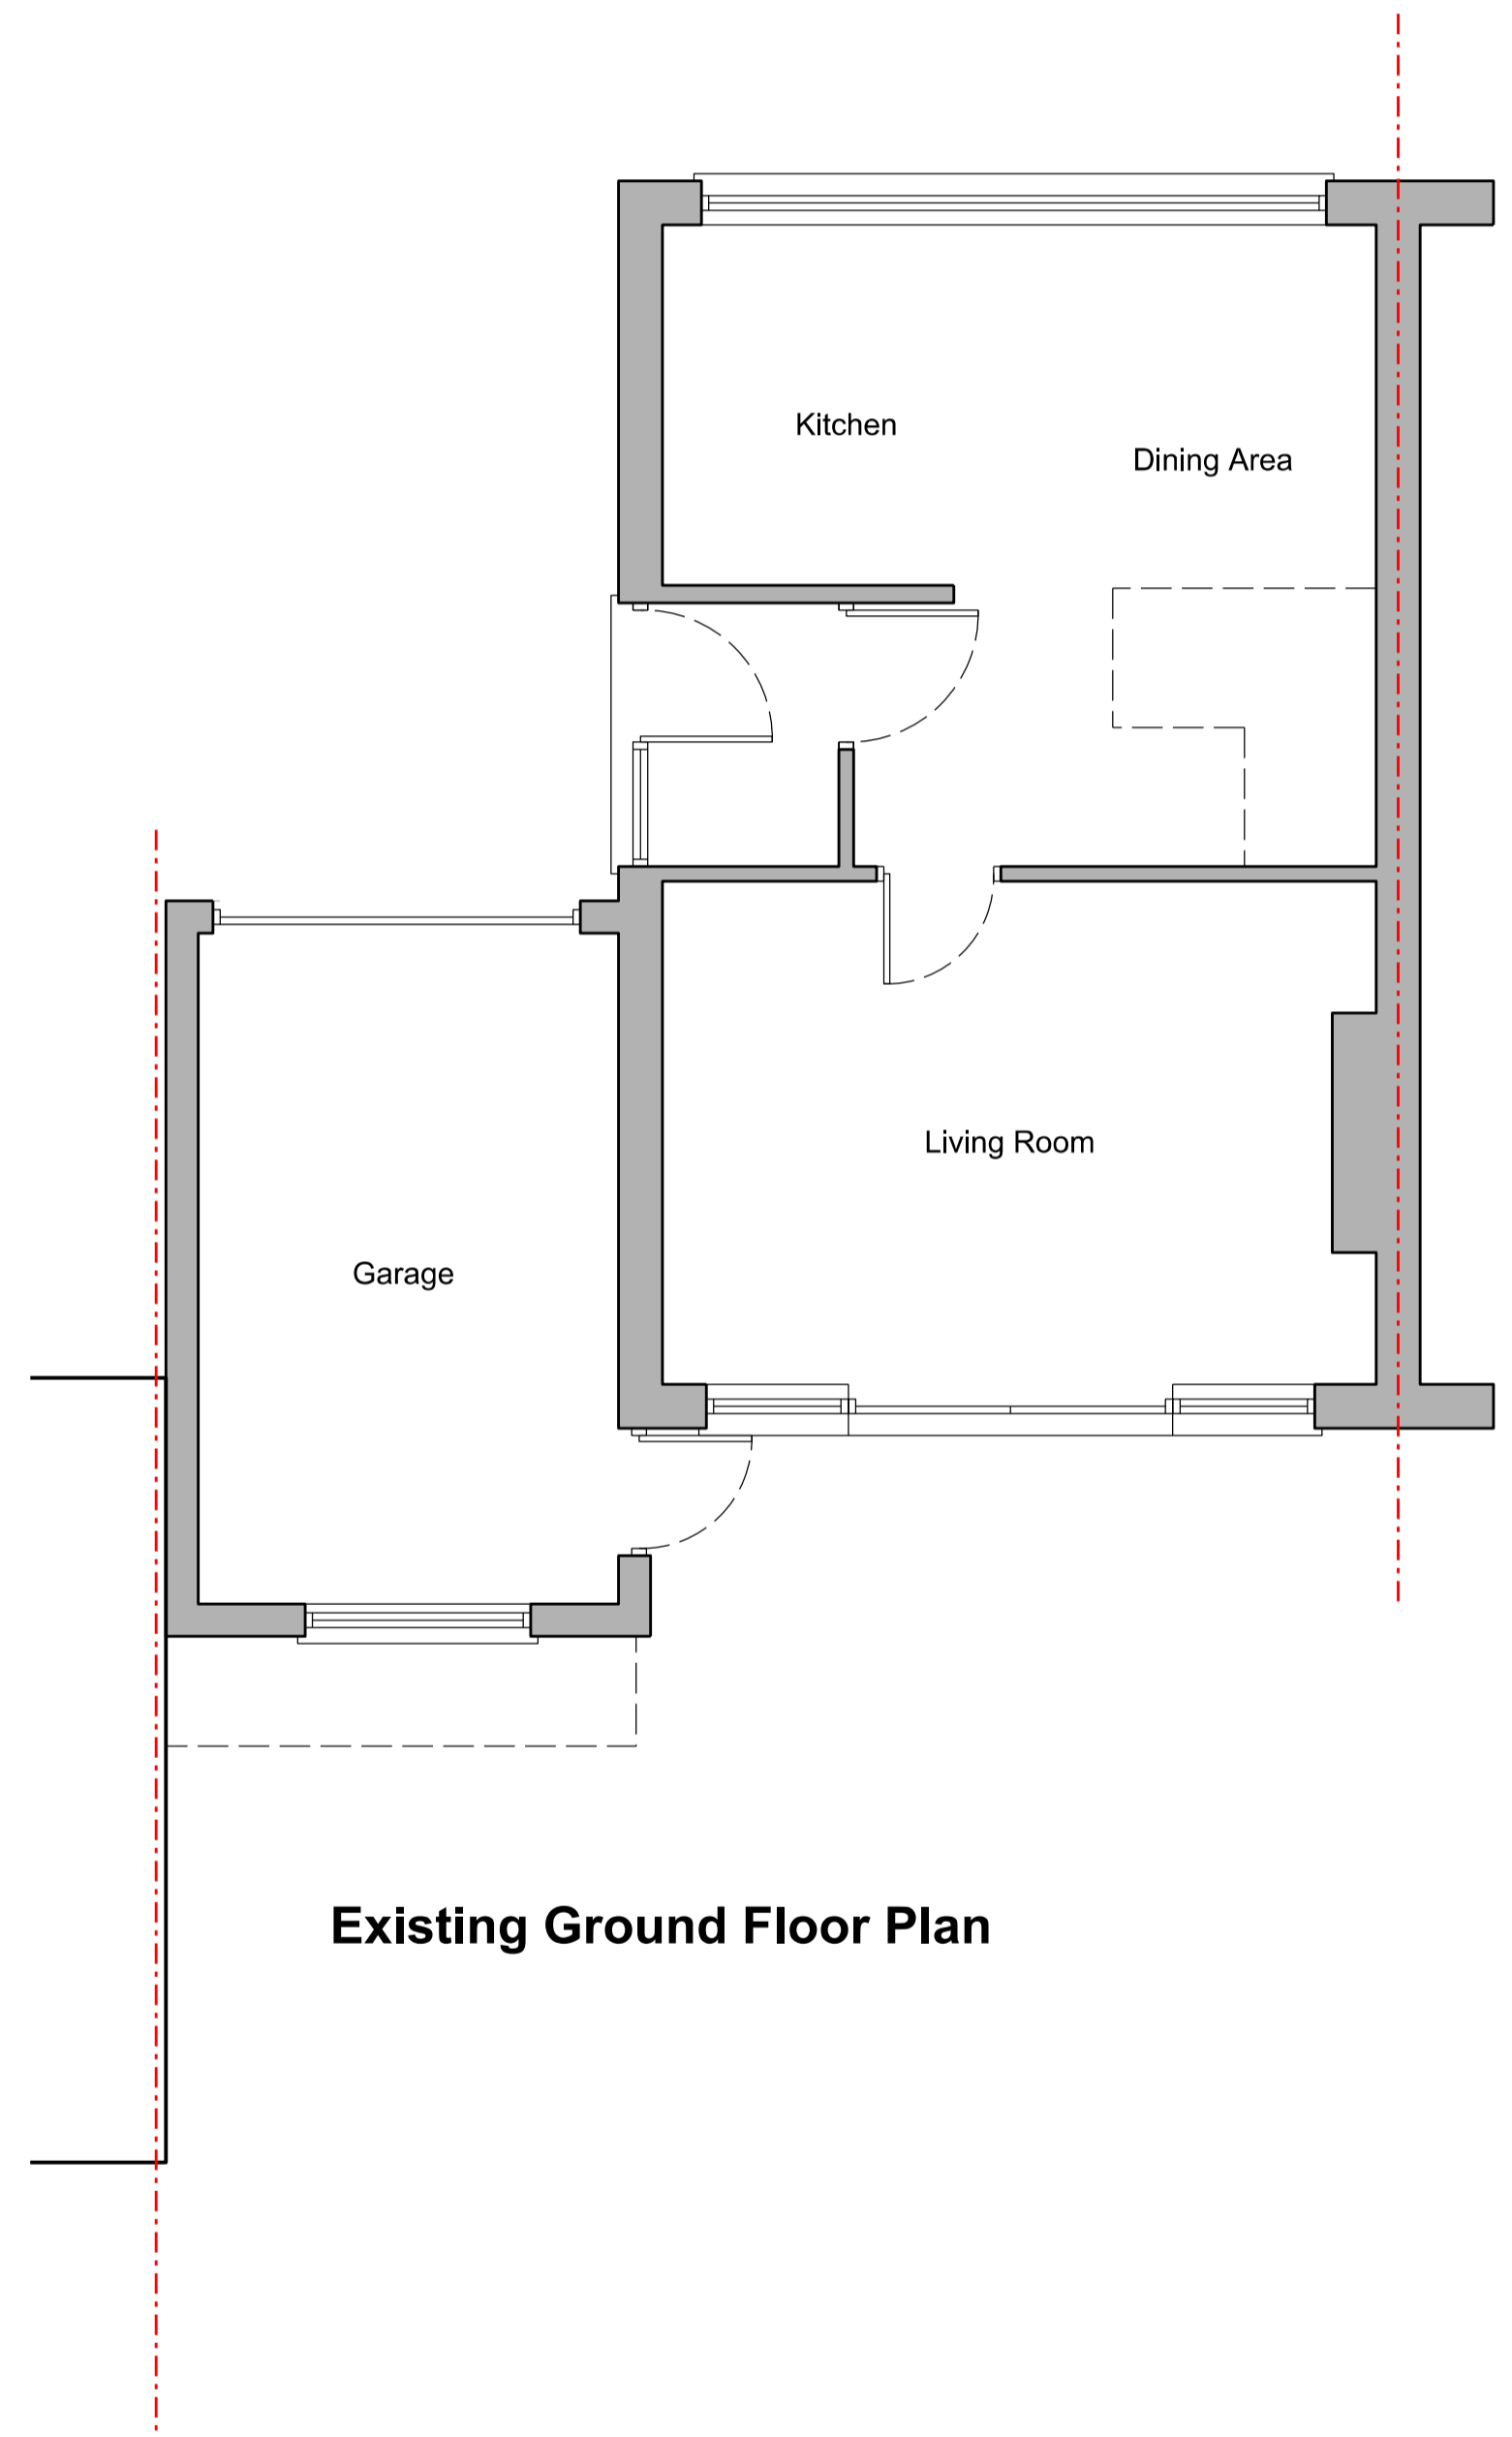 Kitchen
Dining Area
Living Room
Garage
Existing Ground Floor Plan